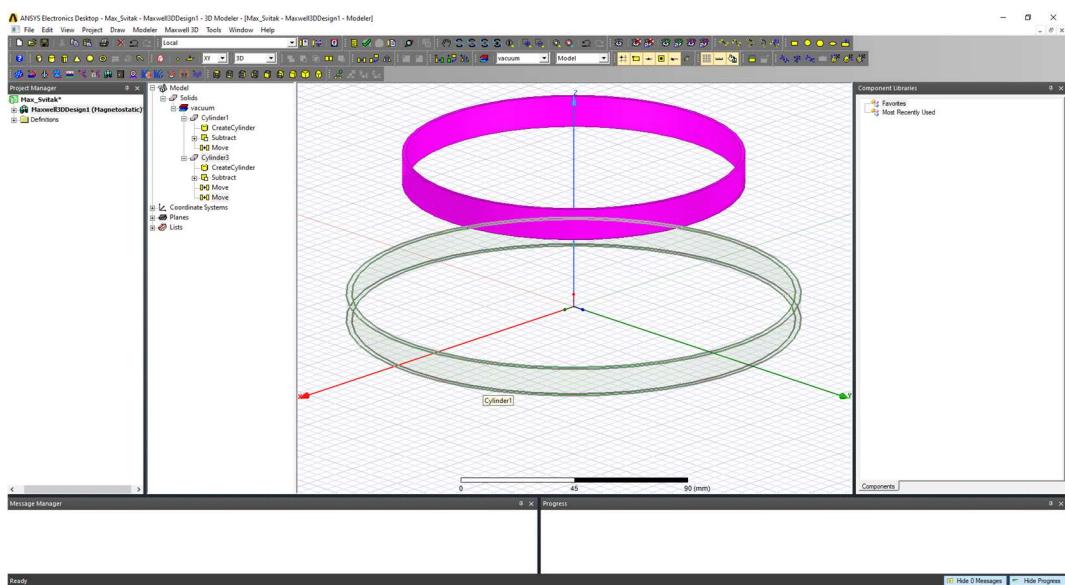 ANSYS Electronics Desktop - Max_Svitak - Maxwell3DDesign1 - 3D Modeler - [Max_Svitak - Maxwell3DDesign1 - Modeler]
File Edit View Project Draw Modeler Maxwell 3D Tools Window Help
Local
XY 3D vacuum Model
Project Manager
Max_Svitak*
Maxwell3DDesign1 (Magnetostatic)
Definitions
Model
Solids
vacuum
Cylinder1
CreateCylinder
Subtract
Move
Cylinder3
CreateCylinder
Subtract
Move
Move
Coordinate Systems
Planes
Lists
Z
X
Y
Cylinder1
0 45 90 (mm)
Component Libraries
Favorites
Most Recently Used
Components
Message Manager
Progress
Ready
Hide 0 Messages Hide Progress